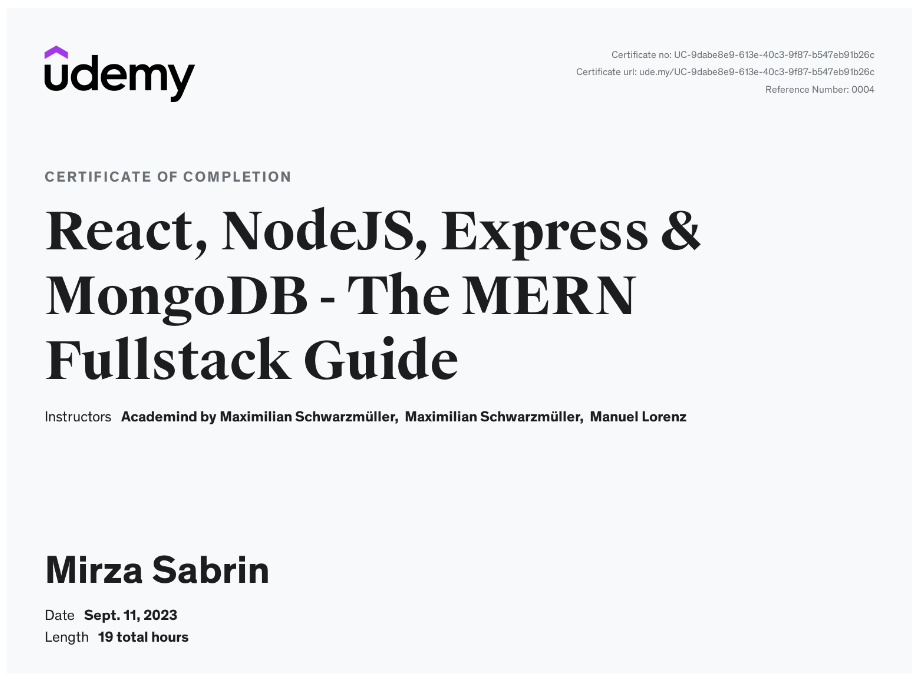 udemy
Certificate no: UC-9dabe8e9-613e-40c3-9f87-b547eb91b26c
Certificate url: ude.my/UC-9dabe8e9-613e-40c3-9f87-b547eb91b26c
Reference Number: 0004
CERTIFICATE OF COMPLETION
React, NodeJS, Express &
MongoDB - The MERN
Fullstack Guide
Instructors Academind by Maximilian Schwarzmüller, Maximilian Schwarzmüller, Manuel Lorenz
Mirza Sabrin
Date Sept. 11, 2023
Length 19 total hours